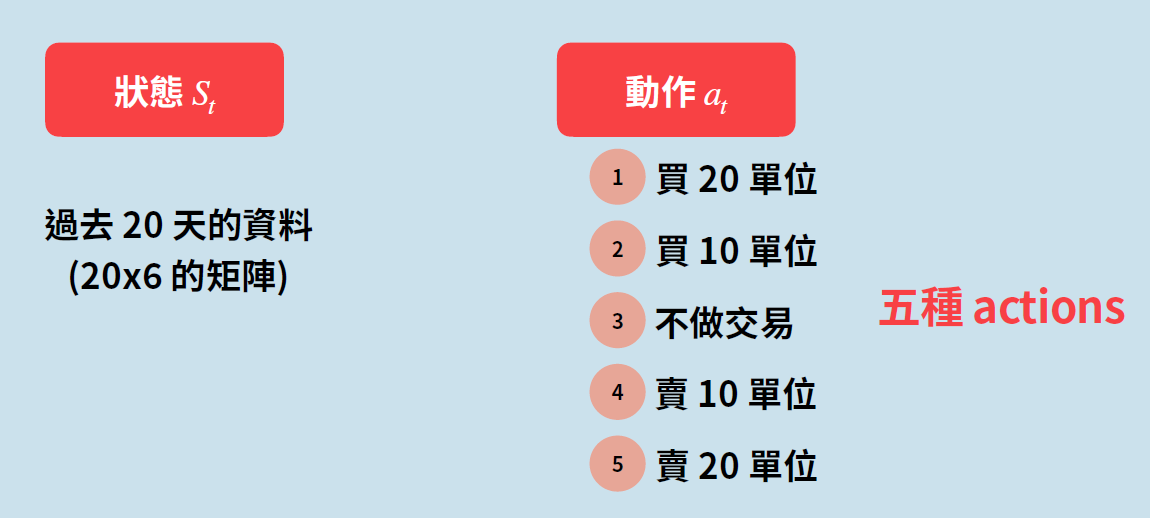 狀態 St
過去 20 天的資料
(20x6 的矩陣)
動作 at
1 買 20 單位
2 買 10 單位
3 不做交易
4 賣 10 單位
5 賣 20 單位
五種 actions